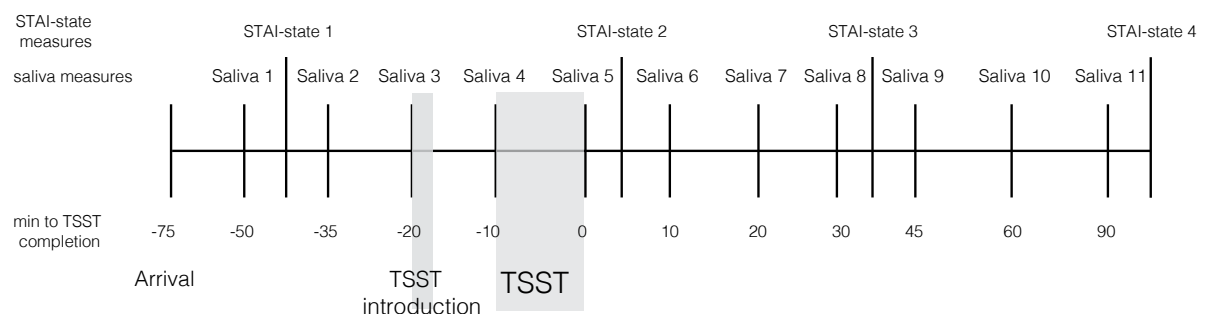 STAI-state
measures
STAI-state 1
STAI-state 2
STAI-state 3
STAI-state 4
saliva measures
Saliva 1
Saliva 2
Saliva 3
Saliva 4
Saliva 5
Saliva 6
Saliva 7
Saliva 8
Saliva 9
Saliva 10
Saliva 11
min to TSST
completion
-75
-50
-35
-20
-10
0
10
20
30
45
60
90
Arrival
TSST
introduction
TSST